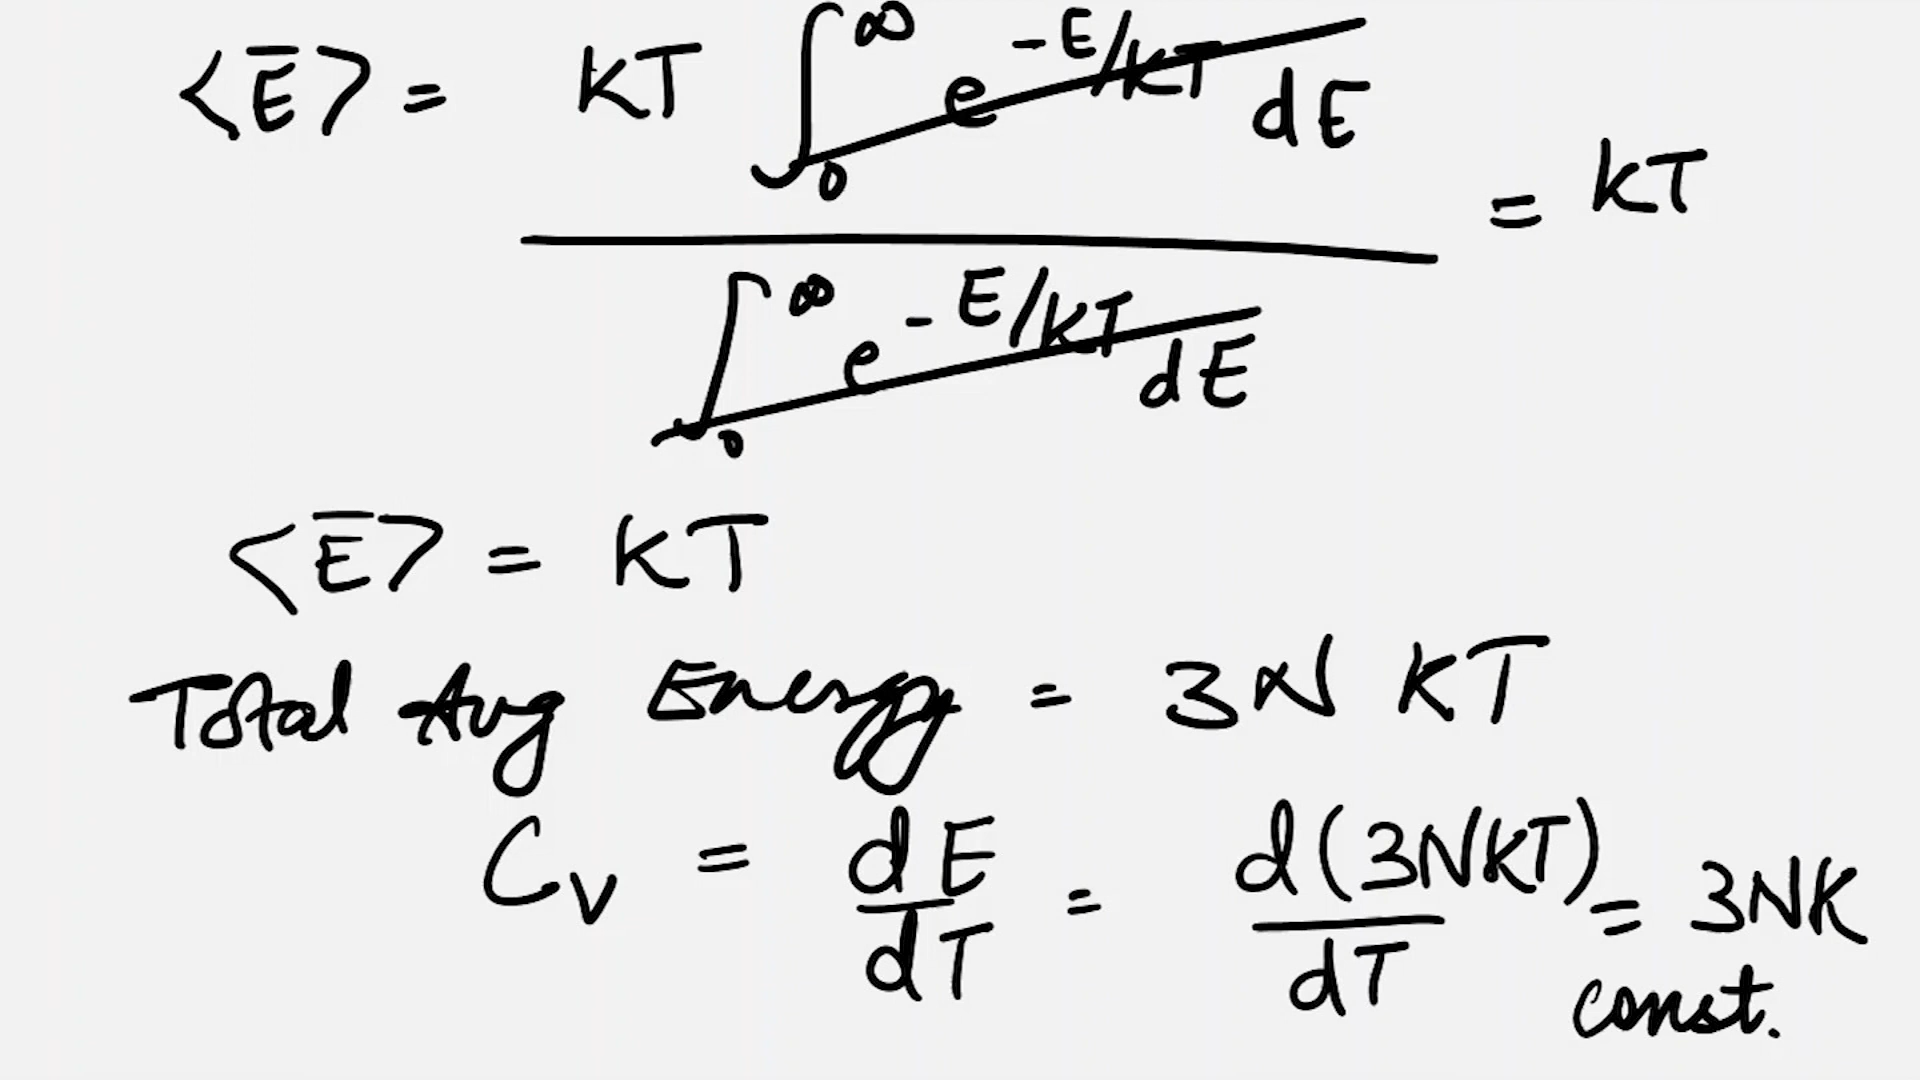 <E̅> = KT ∫₀^∞ e^{-E/KT} dE
= KT
∫₀^∞ e^{-E/KT} dE
<E̅> = KT
Total Avg Energy = 3N KT
C_V = dE/dT = d(3NKT)/dT = 3NK
const.